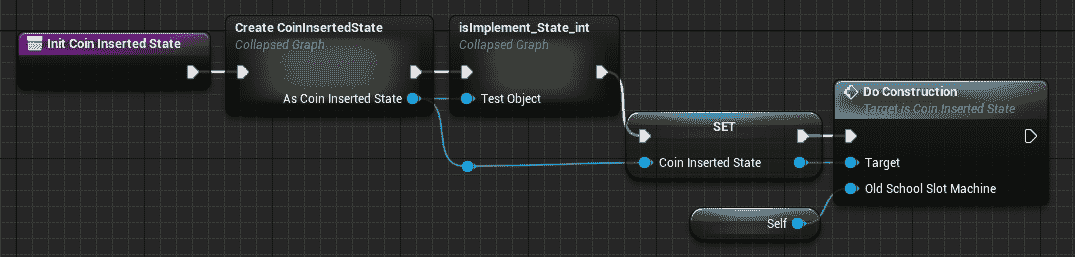 Init Coin Inserted State
Create CoinInsertedState
Collapsed Graph
As Coin Inserted State
isImplement_State_int
Collapsed Graph
Test Object
SET
Coin Inserted State
Do Construction
Target is Coin Inserted State
Target
Old School Slot Machine
Self